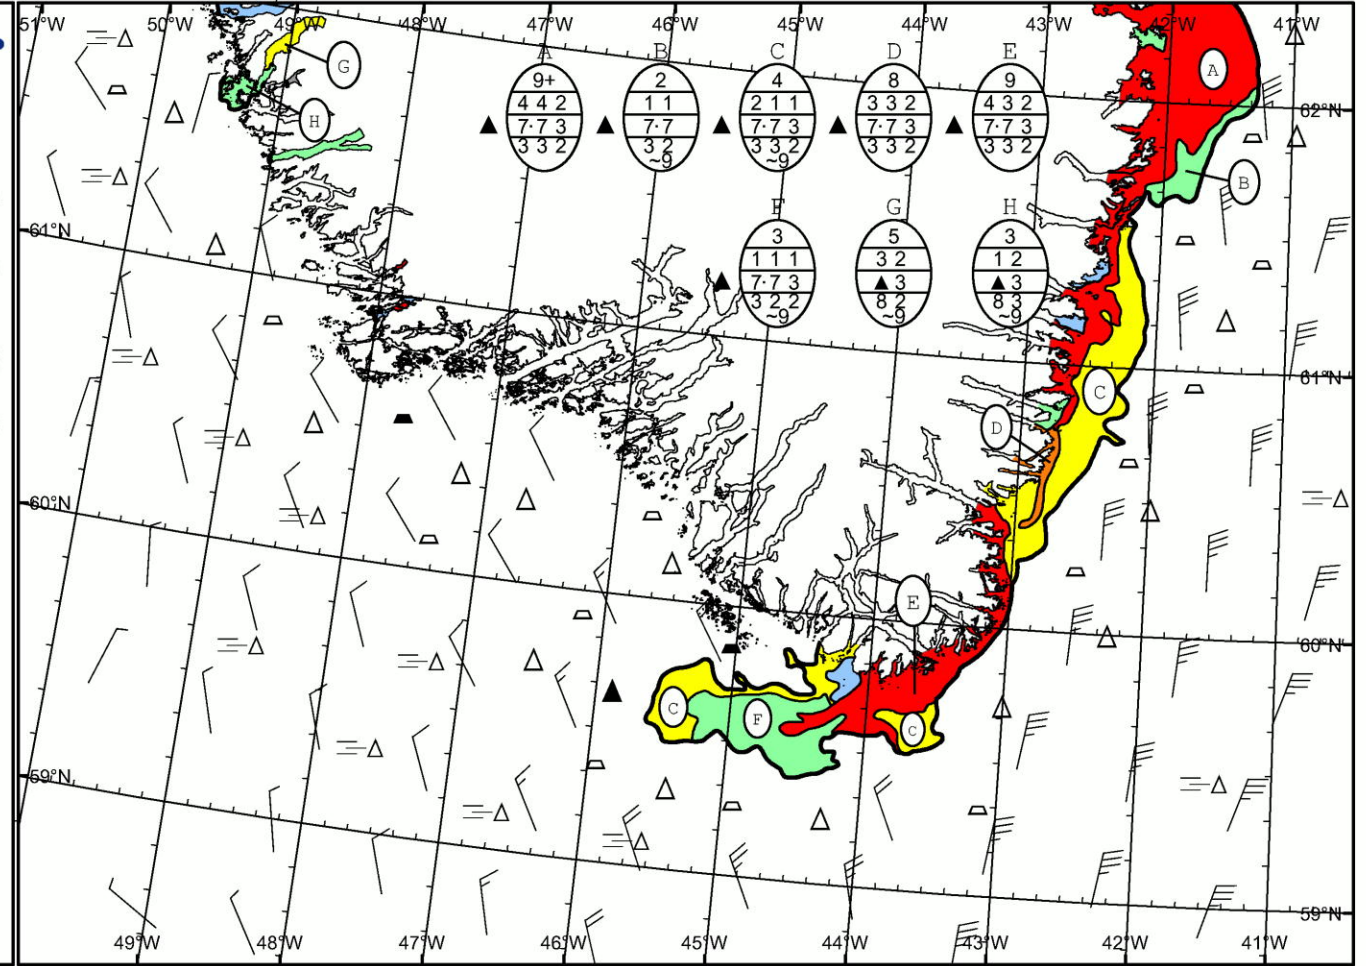 51°W 50°W 49°W 48°W 47°W 46°W 45°W 44°W 43°W 42°W 41°W
A B C D E
9+ 2 4 8 9
4 4 2 1 1 2 1 1 3 3 2 4 3 2
7·7 3 7·7 7·7 3 7·7 3 7·7 3
3 3 2 3 2 3 3 2 3 3 2 3 3 2
~9 ~9
G
A
H
62°N
B
F G H
3 5 3
1 1 1 3 2 1 2
7·7 3 ▲ 3 ▲ 3
3 2 2 8 2 8 3
~9 ~9 ~9
61°N
61°N
C
D
60°N
E
60°N
C F C
59°N
59°N
49°W 48°W 47°W 46°W 45°W 44°W 43°W 42°W 41°W